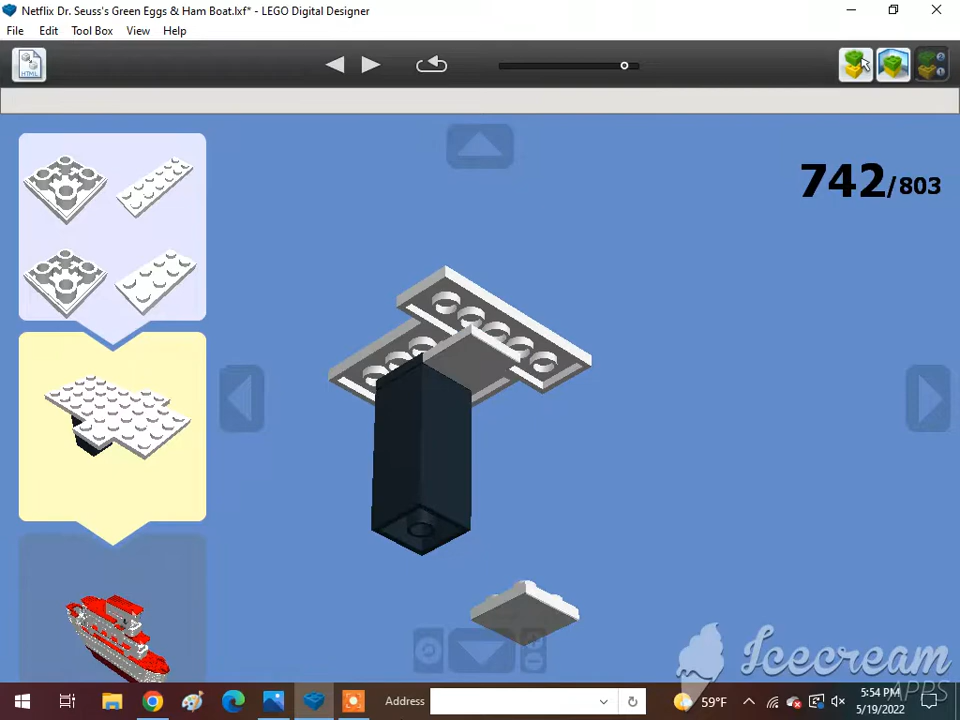 Netflix Dr. Seuss's Green Eggs & Ham Boat.lxf* - LEGO Digital Designer
File Edit Tool Box View Help
HTML
742/803
Icecream
APPS
Address
59°F
5:54 PM
5/19/2022